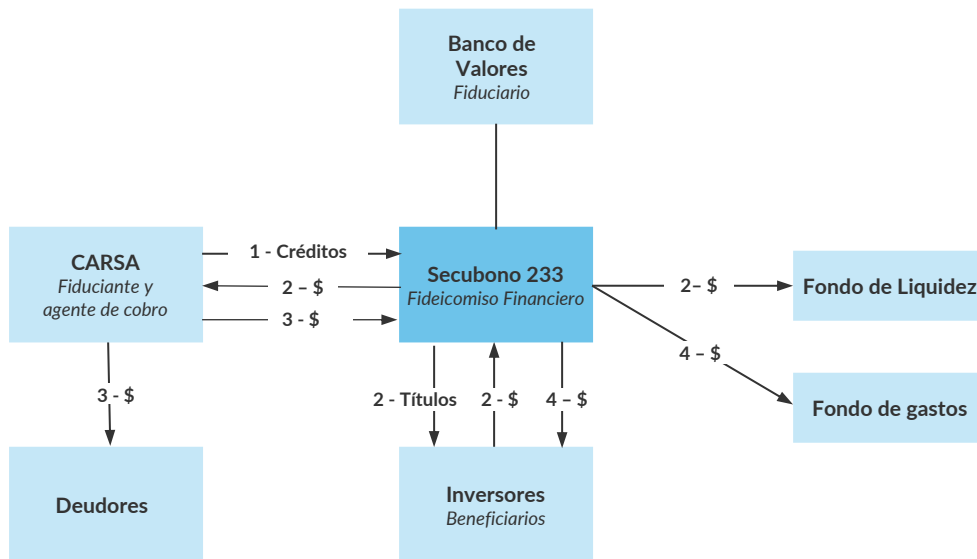 Banco de
Valores
Fiduciario
CARSA
Fiduciante y
agente de cobro
1 - Créditos
2 – $
3 - $
Secubono 233
Fideicomiso Financiero
2– $
Fondo de Liquidez
4 – $
Fondo de gastos
3 - $
2 - Títulos
2 - $
4 – $
Deudores
Inversores
Beneficiarios